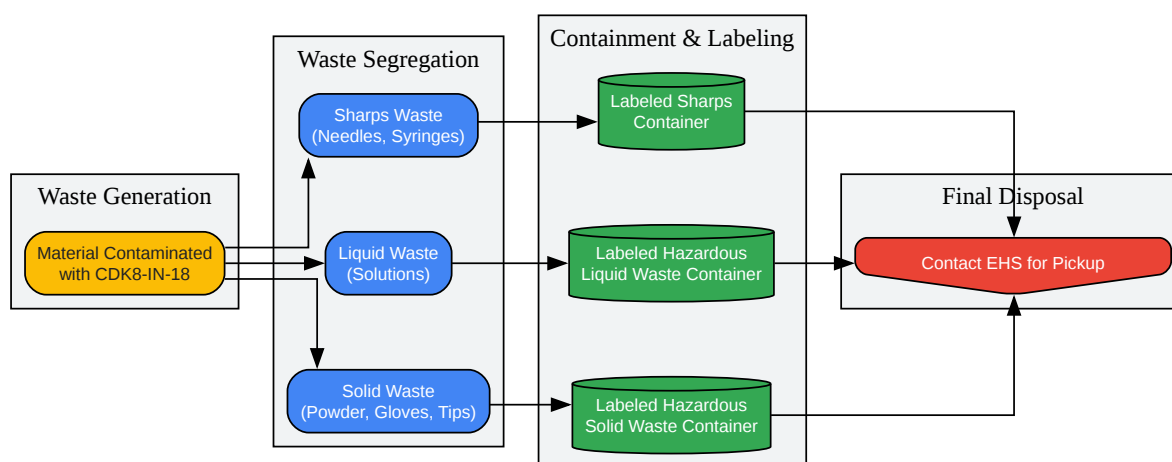 Waste Generation
Material Contaminated
with CDK8-IN-18
Waste Segregation
Sharps Waste
(Needles, Syringes)
Liquid Waste
(Solutions)
Solid Waste
(Powder, Gloves, Tips)
Containment & Labeling
Labeled Sharps
Container
Labeled Hazardous
Liquid Waste Container
Labeled Hazardous
Solid Waste Container
Final Disposal
Contact EHS for Pickup